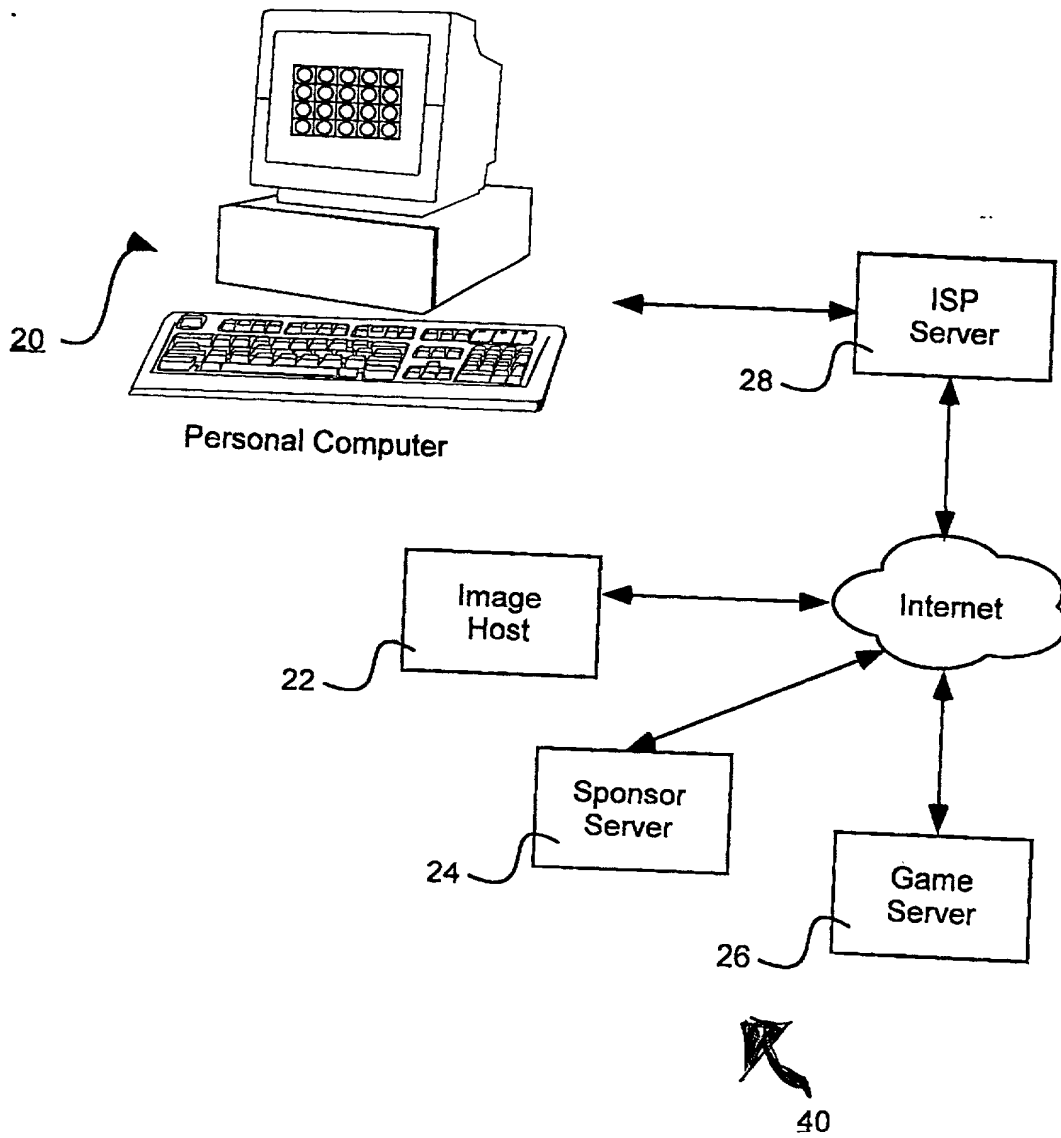 20
Personal Computer
ISP
Server
28
Internet
Image
Host
22
Sponsor
Server
24
Game
Server
26
40